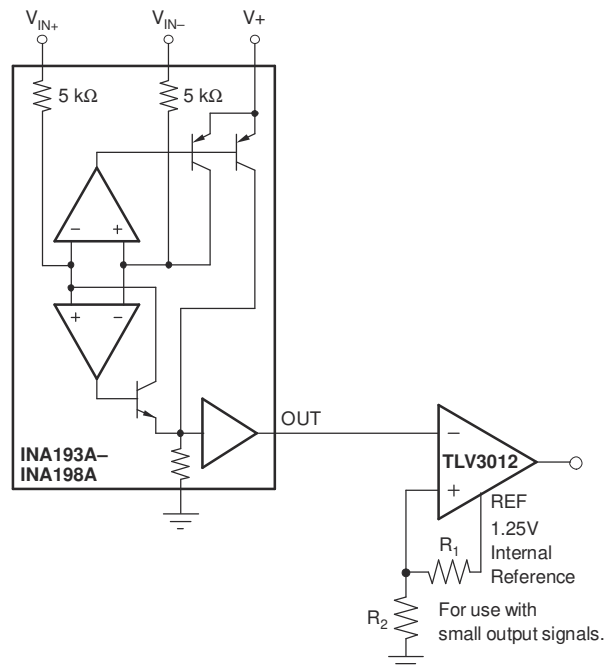 V_IN+
V_IN−
V+
5 kΩ
5 kΩ
−
+
+
−
OUT
INA193A–
INA198A
−
TLV3012
+
REF
1.25V
Internal
Reference
R_1
R_2
For use with
small output signals.